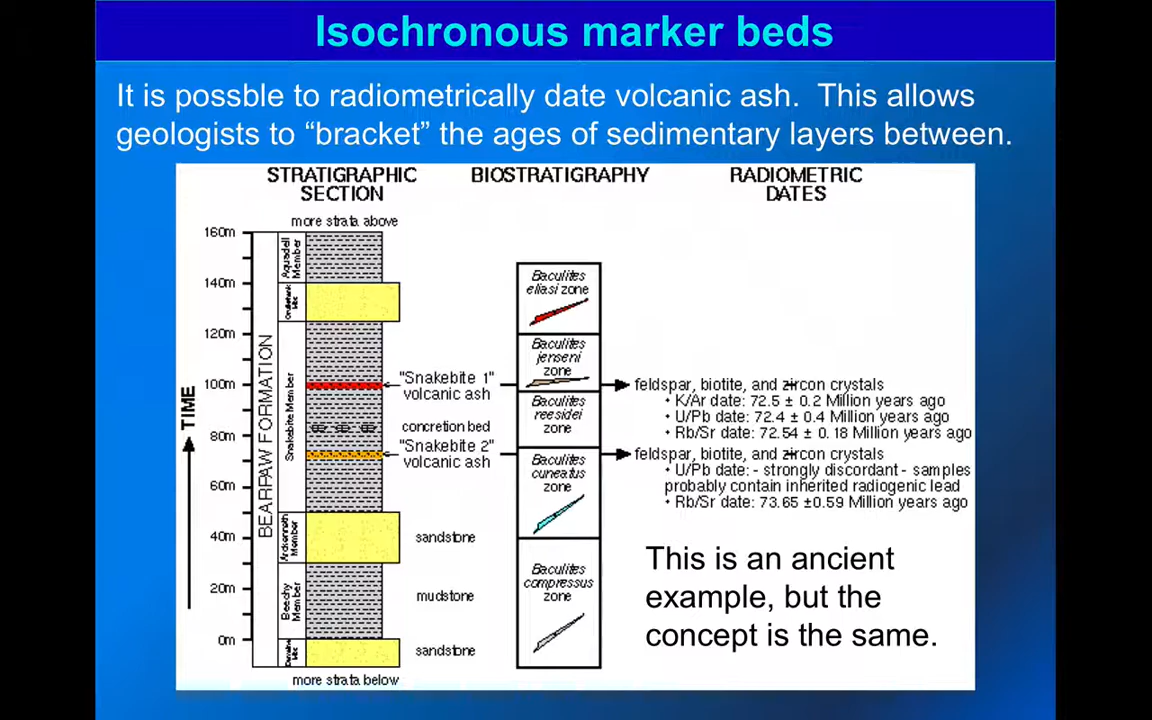 Isochronous marker beds
It is possble to radiometrically date volcanic ash. This allows
geologists to “bracket” the ages of sedimentary layers between.
STRATIGRAPHIC
SECTION
BIOSTRATIGRAPHY
RADIOMETRIC
DATES
more strata above
160m
140m
120m
100m
80m
60m
40m
20m
0m
TIME
BEARPAW FORMATION
Aquadell
Member
Snakebite Member
Ardkenneth
Member
Beechy
Member
"Snakebite 1"
volcanic ash
concretion bed
"Snakebite 2"
volcanic ash
sandstone
mudstone
sandstone
more strata below
Baculites
eliasi zone
Baculites
jenseni
zone
Baculites
reesidei
zone
Baculites
cuneatus
zone
Baculites
compressus
zone
feldspar, biotite, and zircon crystals
• K/Ar date: 72.5 ± 0.2 Million years ago
• U/Pb date: 72.4 ± 0.4 Million years ago
• Rb/Sr date: 72.54 ± 0.18 Million years ago
feldspar, biotite, and zircon crystals
• U/Pb date: - strongly discordant - samples
probably contain inherited radiogenic lead
• Rb/Sr date: 73.65 ±0.59 Million years ago
This is an ancient
example, but the
concept is the same.